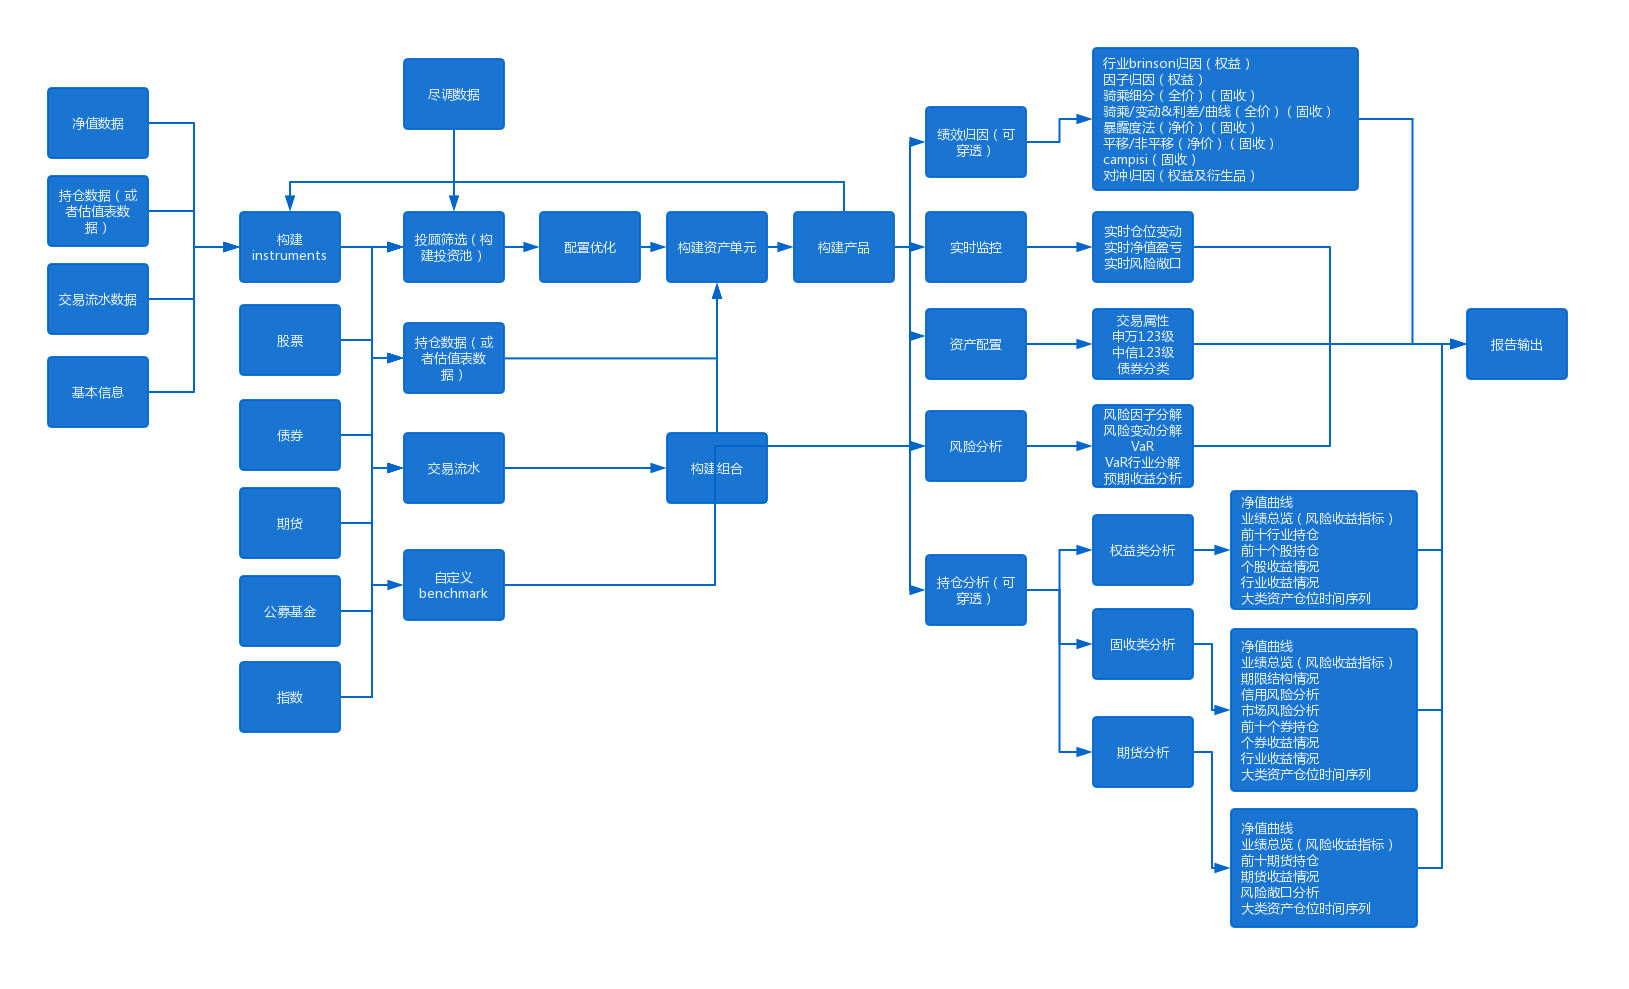 净值数据
持仓数据（或
者估值表数
据）
交易流水数据
基本信息
构建
instruments
股票
债券
期货
公募基金
指数
尽调数据
投顾筛选（构
建投资池）
持仓数据（或
者估值表数
据）
交易流水
自定义
benchmark
配置优化
构建资产单元
构建组合
构建产品
绩效归因（可
穿透）
实时监控
资产配置
风险分析
持仓分析（可
穿透）
行业brinson归因（权益）
因子归因（权益）
骑乘细分（全价）（固收）
骑乘/变动&利差/曲线（全价）（固收）
暴露度法（净价）（固收）
平移/非平移（净价）（固收）
campisi（固收）
对冲归因（权益及衍生品）
实时仓位变动
实时净值盈亏
实时风险敞口
交易属性
申万123级
中信123级
债券分类
风险因子分解
风险变动分解
VaR
VaR行业分解
预期收益分析
权益类分析
固收类分析
期货分析
净值曲线
业绩总览（风险收益指标）
前十行业持仓
前十个股持仓
个股收益情况
行业收益情况
大类资产仓位时间序列
净值曲线
业绩总览（风险收益指标）
期限结构情况
信用风险分析
市场风险分析
前十个券持仓
个券收益情况
行业收益情况
大类资产仓位时间序列
净值曲线
业绩总览（风险收益指标）
前十期货持仓
期货收益情况
风险敞口分析
大类资产仓位时间序列
报告输出